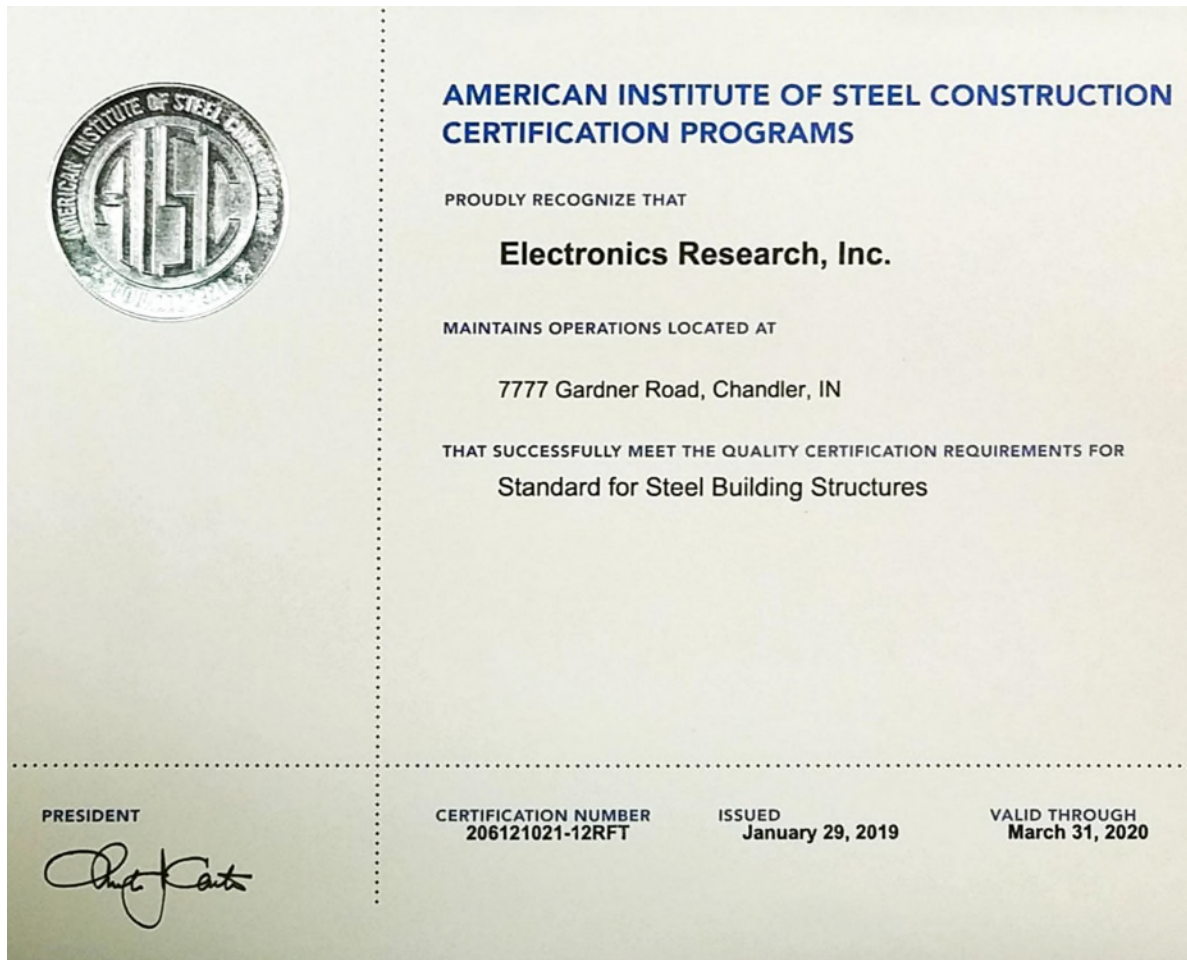 AMERICAN INSTITUTE OF STEEL CONSTRUCTION
AISC
AMERICAN INSTITUTE OF STEEL CONSTRUCTION
CERTIFICATION PROGRAMS
PROUDLY RECOGNIZE THAT
Electronics Research, Inc.
MAINTAINS OPERATIONS LOCATED AT
7777 Gardner Road, Chandler, IN
THAT SUCCESSFULLY MEET THE QUALITY CERTIFICATION REQUIREMENTS FOR
Standard for Steel Building Structures
PRESIDENT
CERTIFICATION NUMBER
206121021-12RFT
ISSUED
January 29, 2019
VALID THROUGH
March 31, 2020